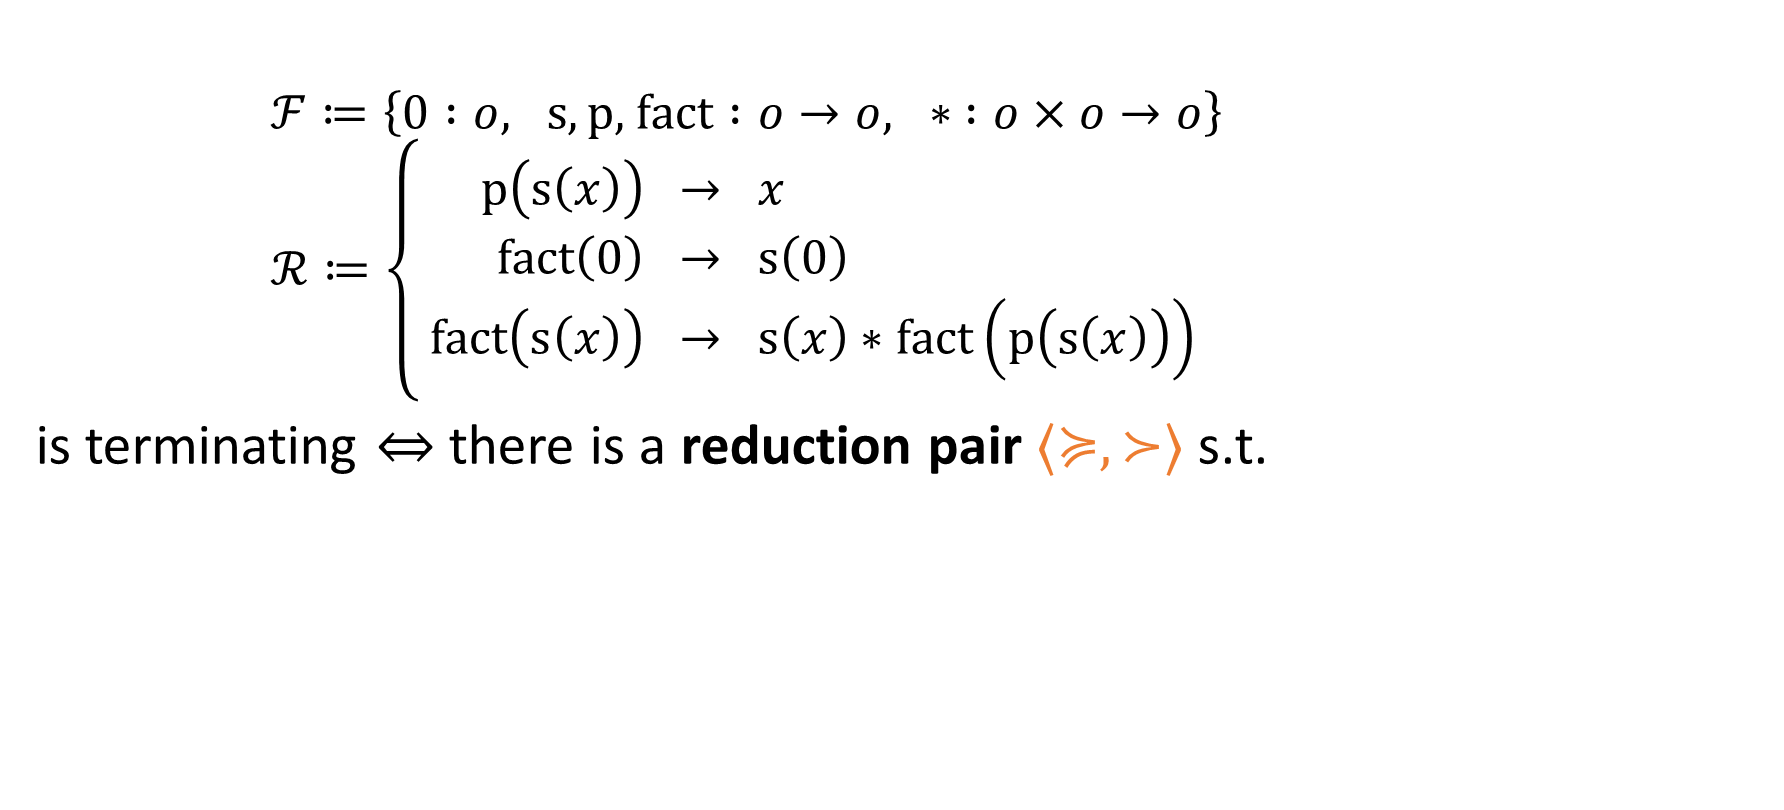 ℱ ≔ {0 : o, s, p, fact : o → o, * : o × o → o}
p(s(x)) → x
fact(0) → s(0)
ℛ ≔ {
fact(s(x)) → s(x) * fact(p(s(x)))
is terminating ⟺ there is a reduction pair ⟨≽, ≻⟩ s.t.